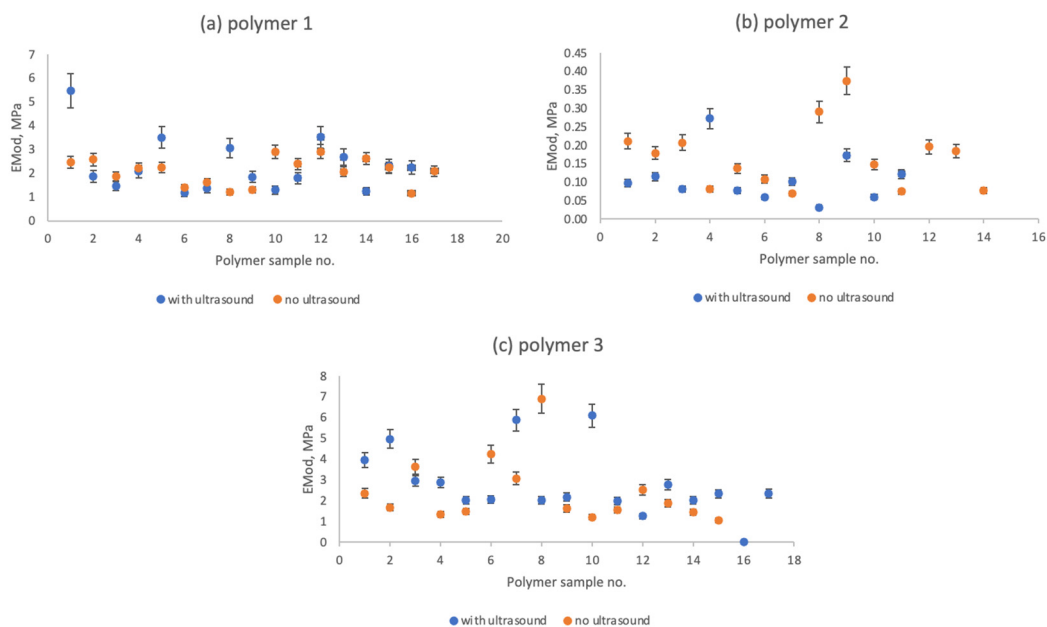 (a) polymer 1
EMod, MPa
7
6
5
4
3
2
1
0
0 2 4 6 8 10 12 14 16 18 20
Polymer sample no.
with ultrasound no ultrasound
(b) polymer 2
EMod, MPa
0.45
0.40
0.35
0.30
0.25
0.20
0.15
0.10
0.05
0.00
0 2 4 6 8 10 12 14 16
Polymer sample no.
with ultrasound no ultrasound
(c) polymer 3
EMod, MPa
8
7
6
5
4
3
2
1
0
0 2 4 6 8 10 12 14 16 18
Polymer sample no.
with ultrasound no ultrasound